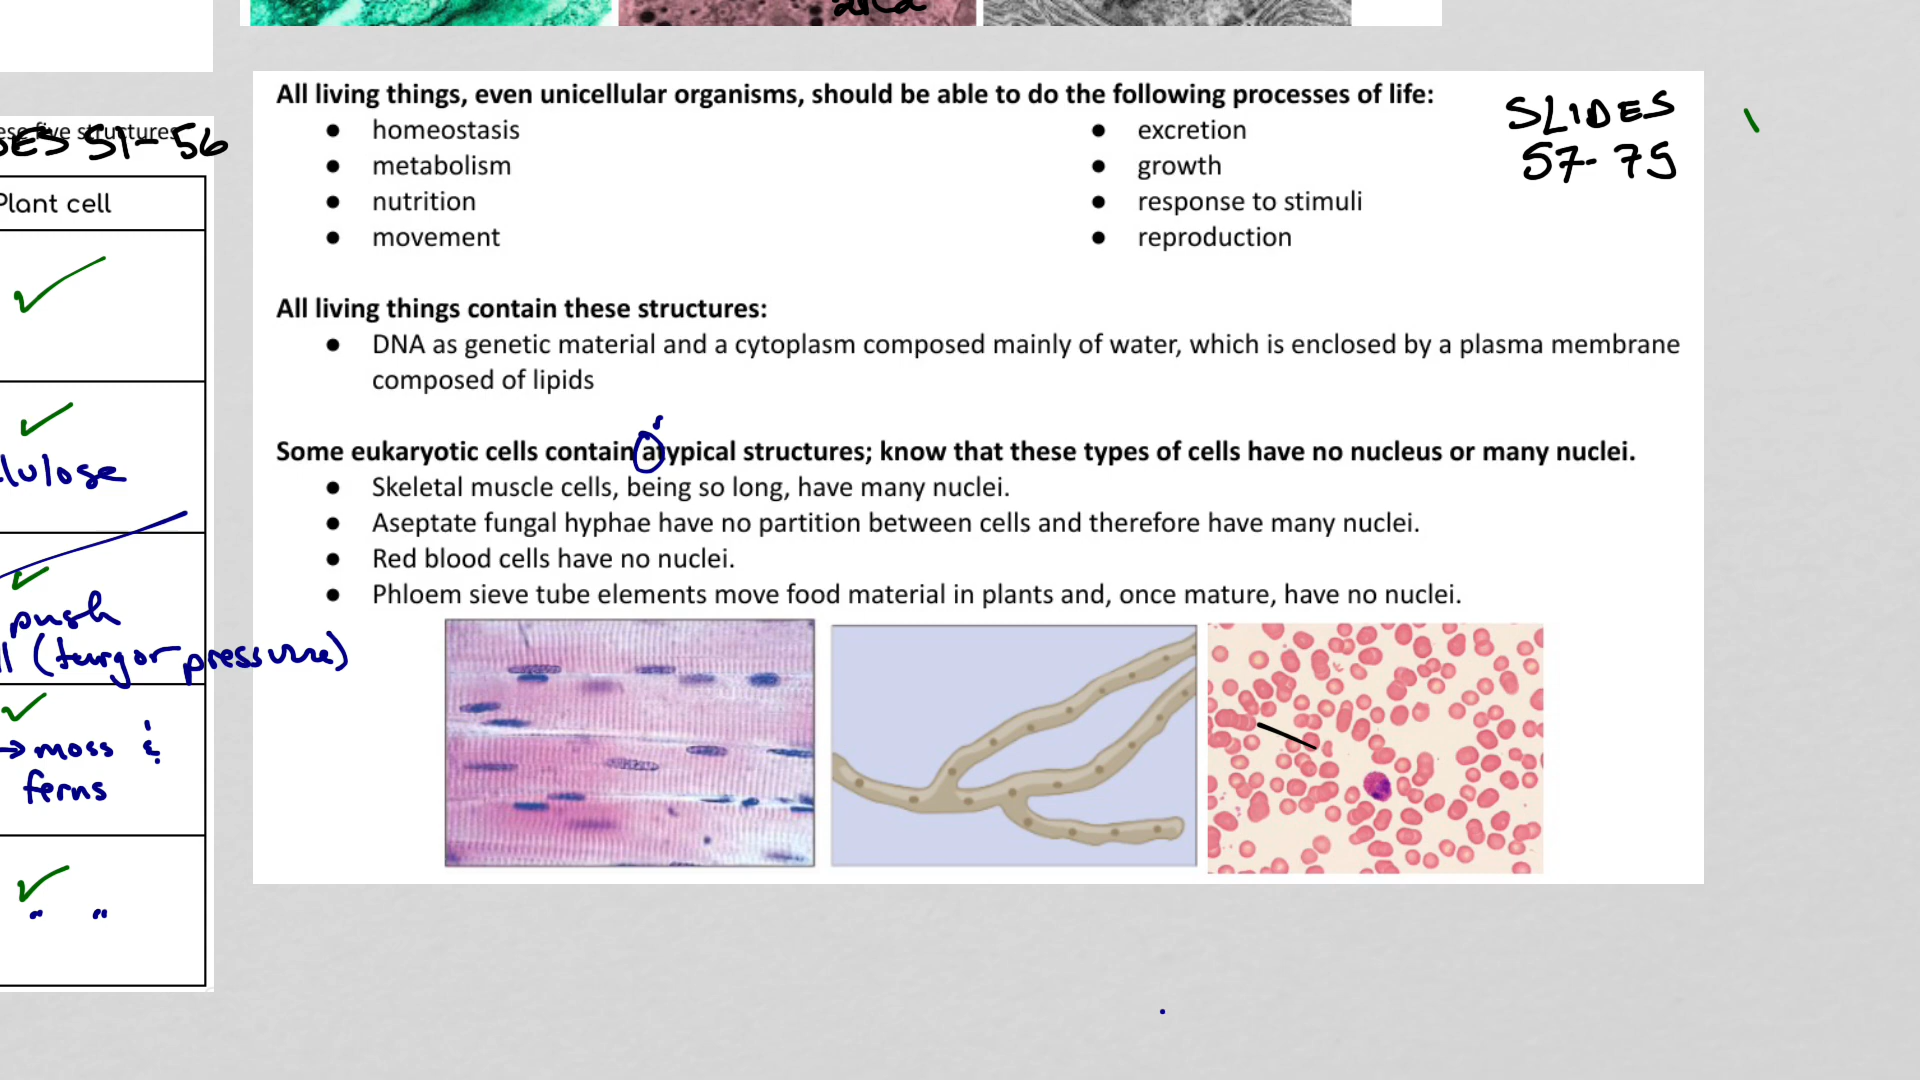 All living things, even unicellular organisms, should be able to do the following processes of life:
● homeostasis
● metabolism
● nutrition
● movement
● excretion
● growth
● response to stimuli
● reproduction
SLIDES
57-75
All living things contain these structures:
● DNA as genetic material and a cytoplasm composed mainly of water, which is enclosed by a plasma membrane
composed of lipids
Some eukaryotic cells contain atypical structures; know that these types of cells have no nucleus or many nuclei.
● Skeletal muscle cells, being so long, have many nuclei.
● Aseptate fungal hyphae have no partition between cells and therefore have many nuclei.
● Red blood cells have no nuclei.
● Phloem sieve tube elements move food material in plants and, once mature, have no nuclei.
five structures
51-56
Plant cell
✓
✓
lulose
✓
push
ll (turgor pressure)
✓
→ moss &
ferns
✓
" "